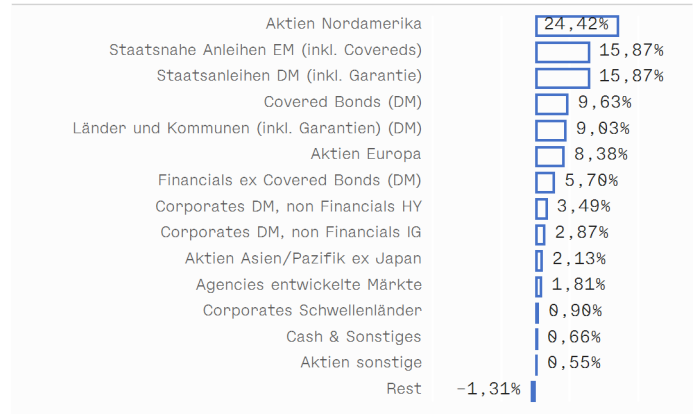 Aktien Nordamerika 24,42%
Staatsnahe Anleihen EM (inkl. Covereds) 15,87%
Staatsanleihen DM (inkl. Garantie) 15,87%
Covered Bonds (DM) 9,63%
Länder und Kommunen (inkl. Garantien) (DM) 9,03%
Aktien Europa 8,38%
Financials ex Covered Bonds (DM) 5,70%
Corporates DM, non Financials HY 3,49%
Corporates DM, non Financials IG 2,87%
Aktien Asien/Pazifik ex Japan 2,13%
Agencies entwickelte Märkte 1,81%
Corporates Schwellenländer 0,90%
Cash & Sonstiges 0,66%
Aktien sonstige 0,55%
Rest -1,31%